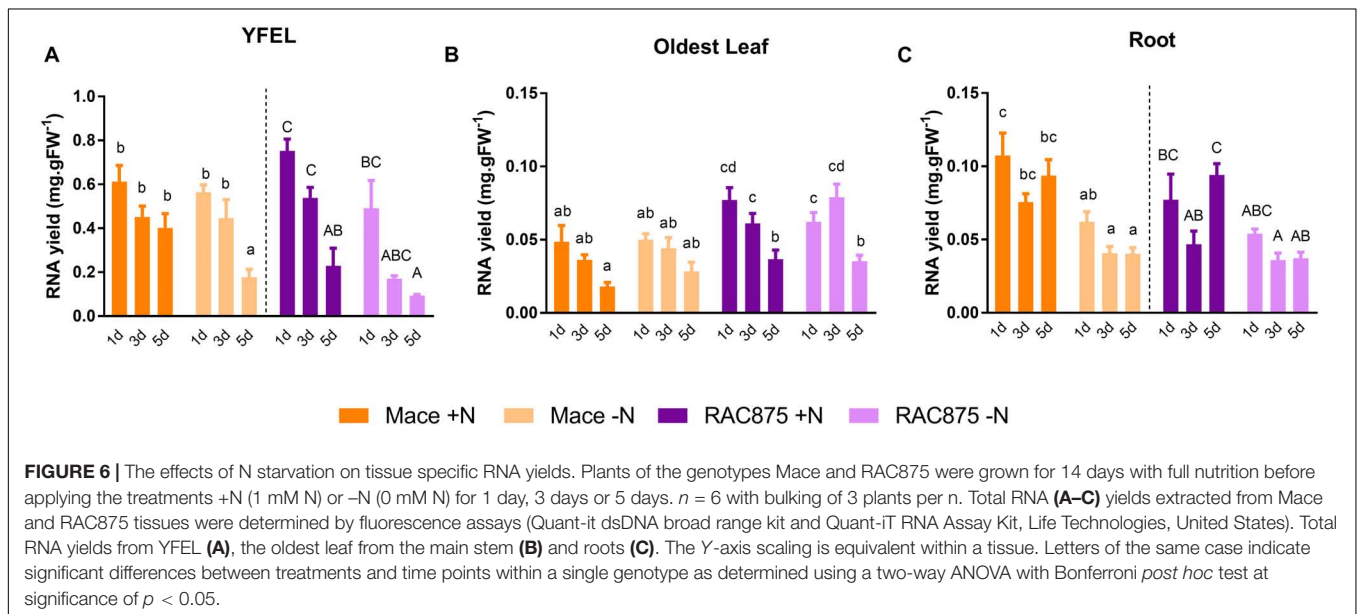 YFEL
Oldest Leaf
Root
A
B
C
RNA yield (mg.gFW⁻¹)
1.0
0.8
0.6
0.4
0.2
0.0
b b b b b a C C AB BC ABC A
1d 3d 5d 1d 3d 5d 1d 3d 5d 1d 3d 5d
RNA yield (mg.gFW⁻¹)
0.15
0.10
0.05
0.00
ab ab a ab ab ab cd c b c cd b
1d 3d 5d 1d 3d 5d 1d 3d 5d 1d 3d 5d
RNA yield (mg.gFW⁻¹)
0.15
0.10
0.05
0.00
c bc bc ab a a BC AB C ABC A AB
1d 3d 5d 1d 3d 5d 1d 3d 5d 1d 3d 5d
Mace +N Mace -N RAC875 +N RAC875 -N
FIGURE 6 | The effects of N starvation on tissue specific RNA yields. Plants of the genotypes Mace and RAC875 were grown for 14 days with full nutrition before
applying the treatments +N (1 mM N) or –N (0 mM N) for 1 day, 3 days or 5 days. n = 6 with bulking of 3 plants per n. Total RNA (A–C) yields extracted from Mace
and RAC875 tissues were determined by fluorescence assays (Quant-it dsDNA broad range kit and Quant-iT RNA Assay Kit, Life Technologies, United States). Total
RNA yields from YFEL (A), the oldest leaf from the main stem (B) and roots (C). The Y-axis scaling is equivalent within a tissue. Letters of the same case indicate
significant differences between treatments and time points within a single genotype as determined using a two-way ANOVA with Bonferroni post hoc test at
significance of p < 0.05.